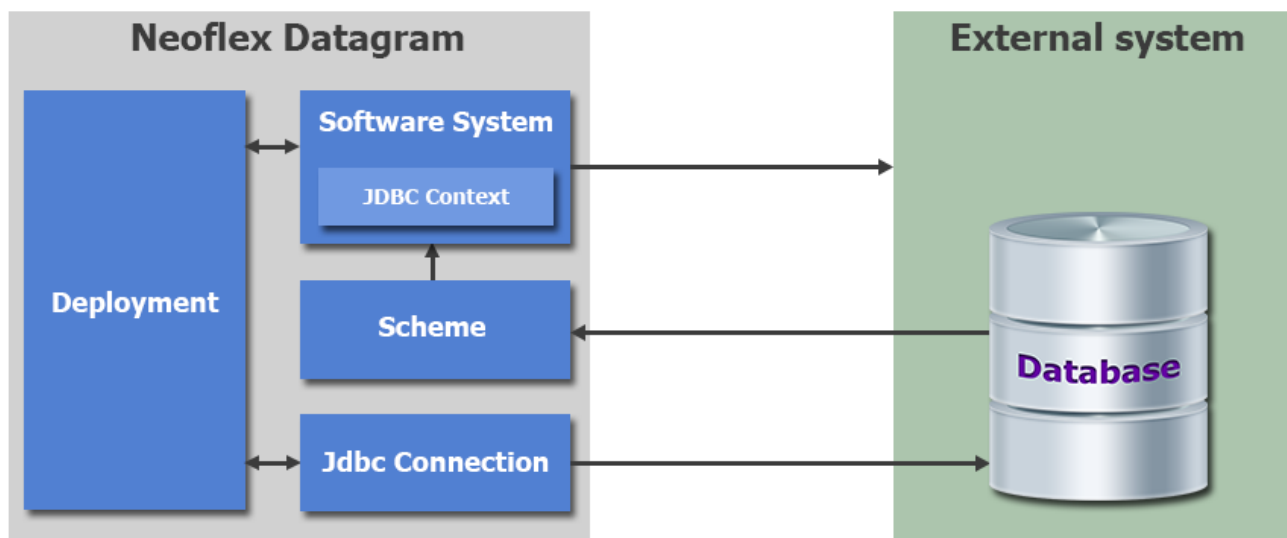 Neoflex Datagram
External system
Deployment
Software System
JDBC Context
Scheme
Jdbc Connection
Database